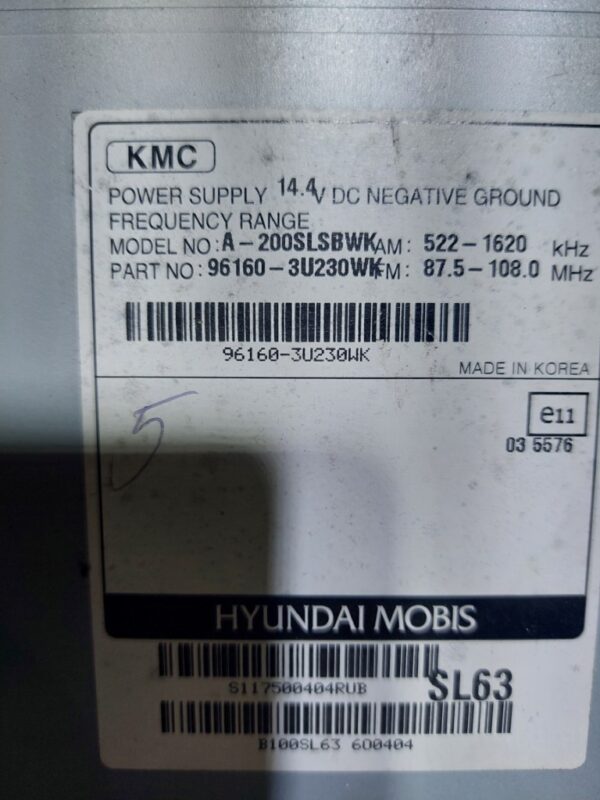 KMC
POWER SUPPLY 14.4V DC NEGATIVE GROUND
FREQUENCY RANGE
MODEL NO: A-200SLSBWK AM: 522-1620 kHz
PART NO: 96160-3U230WK FM: 87.5-108.0 MHz
96160-3U230WK
MADE IN KOREA
5
e11
03 5576
HYUNDAI MOBIS
S117500404RUB
SL63
B100SL63 600404